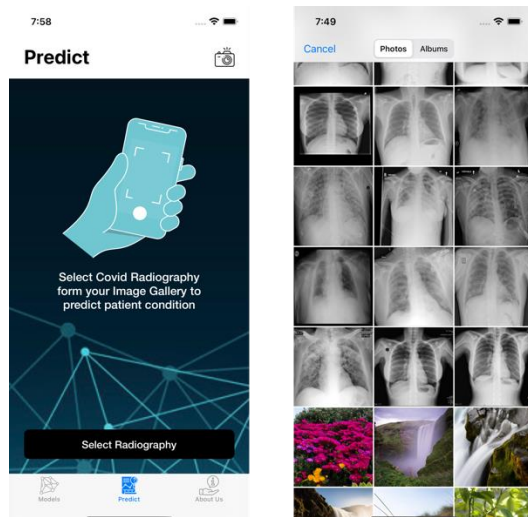 7:58
Predict
Select Covid Radiography
form your Image Gallery to
predict patient condition
Select Radiography
Models
Predict
About Us
7:49
Cancel
Photos
Albums